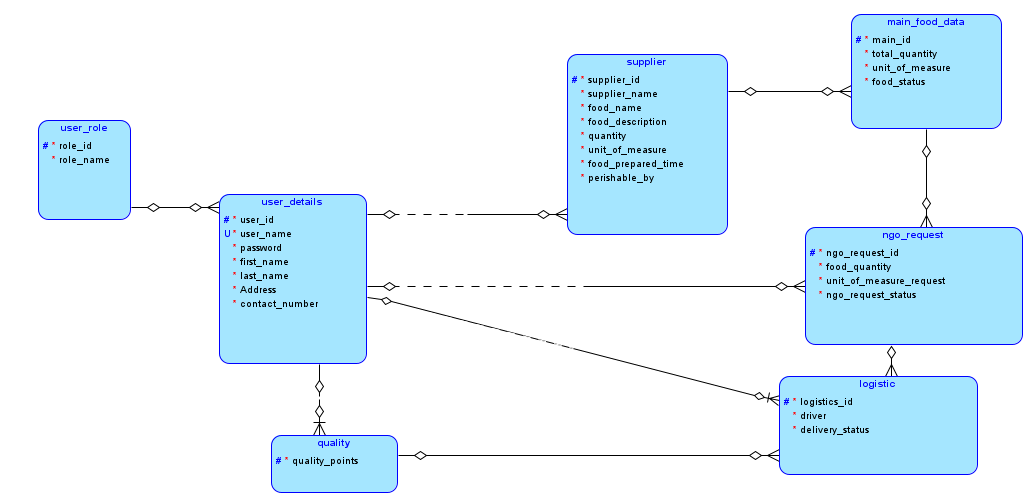 main_food_data
# * main_id
* total_quantity
* unit_of_measure
* food_status
supplier
# * supplier_id
* supplier_name
* food_name
* food_description
* quantity
* unit_of_measure
* food_prepared_time
* perishable_by
user_role
# * role_id
* role_name
user_details
# * user_id
U * user_name
* password
* first_name
* last_name
* Address
* contact_number
ngo_request
# * ngo_request_id
* food_quantity
* unit_of_measure_request
* ngo_request_status
logistic
# * logistics_id
* driver
* delivery_status
quality
# * quality_points